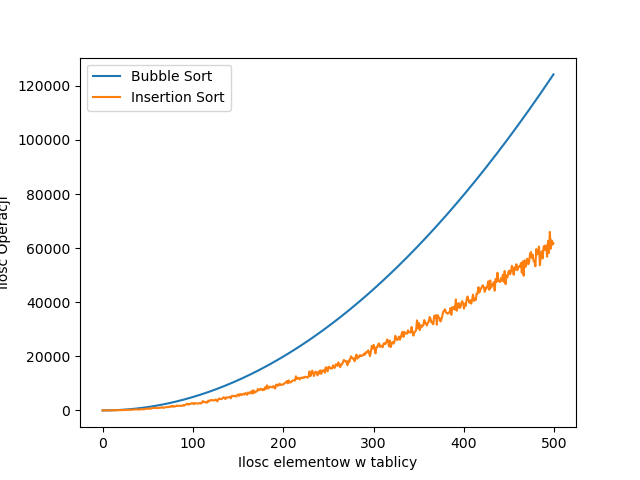 Bubble Sort
Insertion Sort
120000
100000
80000
60000
40000
20000
0
Ilosc Operacji
0 100 200 300 400 500
Ilosc elementow w tablicy